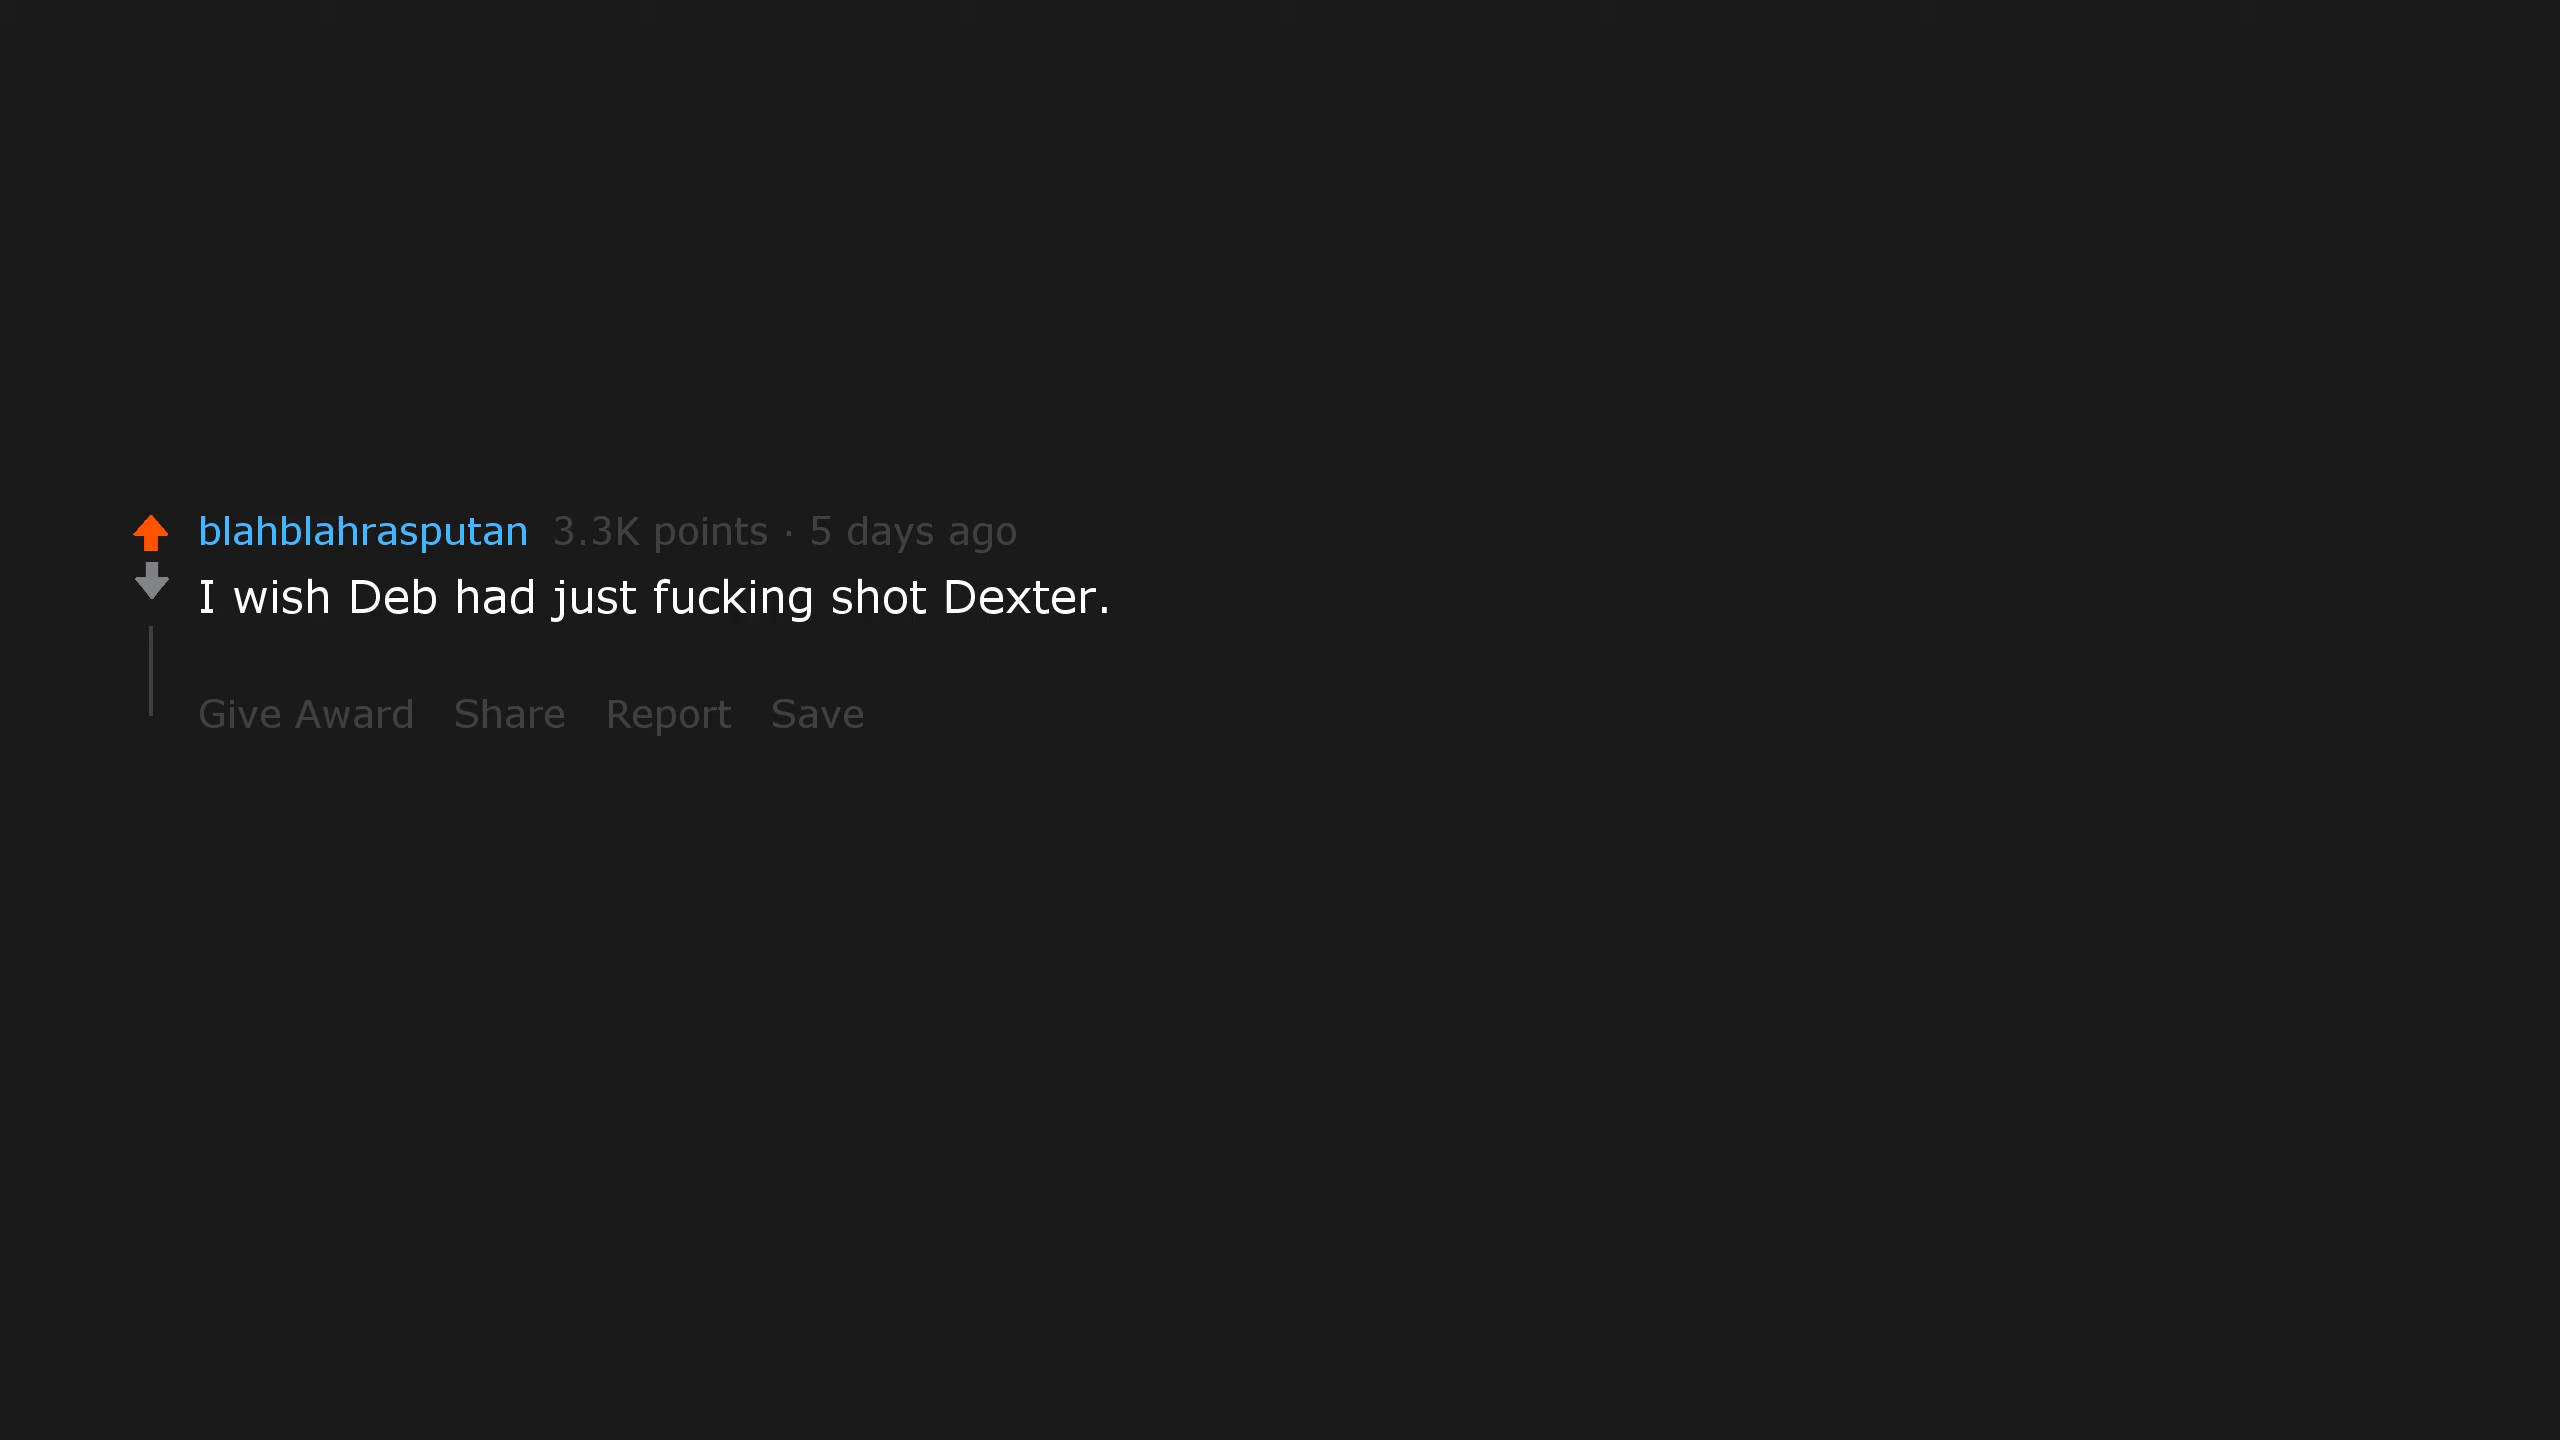 blahblahrasputan 3.3K points · 5 days ago
I wish Deb had just fucking shot Dexter.
Give Award Share Report Save